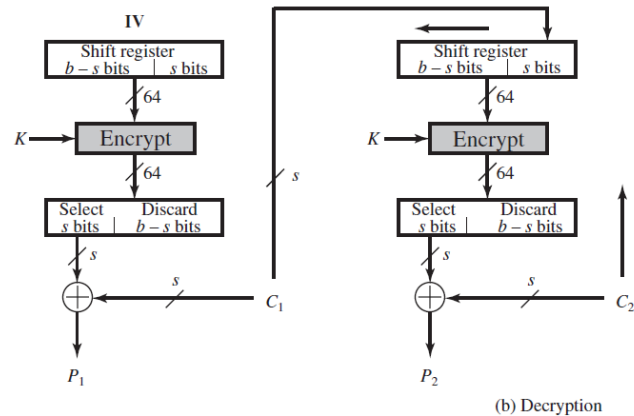 IV
Shift register
b – s bits | s bits
64
K
Encrypt
64
Select Discard
s bits | b – s bits
s
s
C1
P1
s
Shift register
b – s bits | s bits
64
K
Encrypt
64
Select Discard
s bits | b – s bits
s
s
C2
P2
(b) Decryption